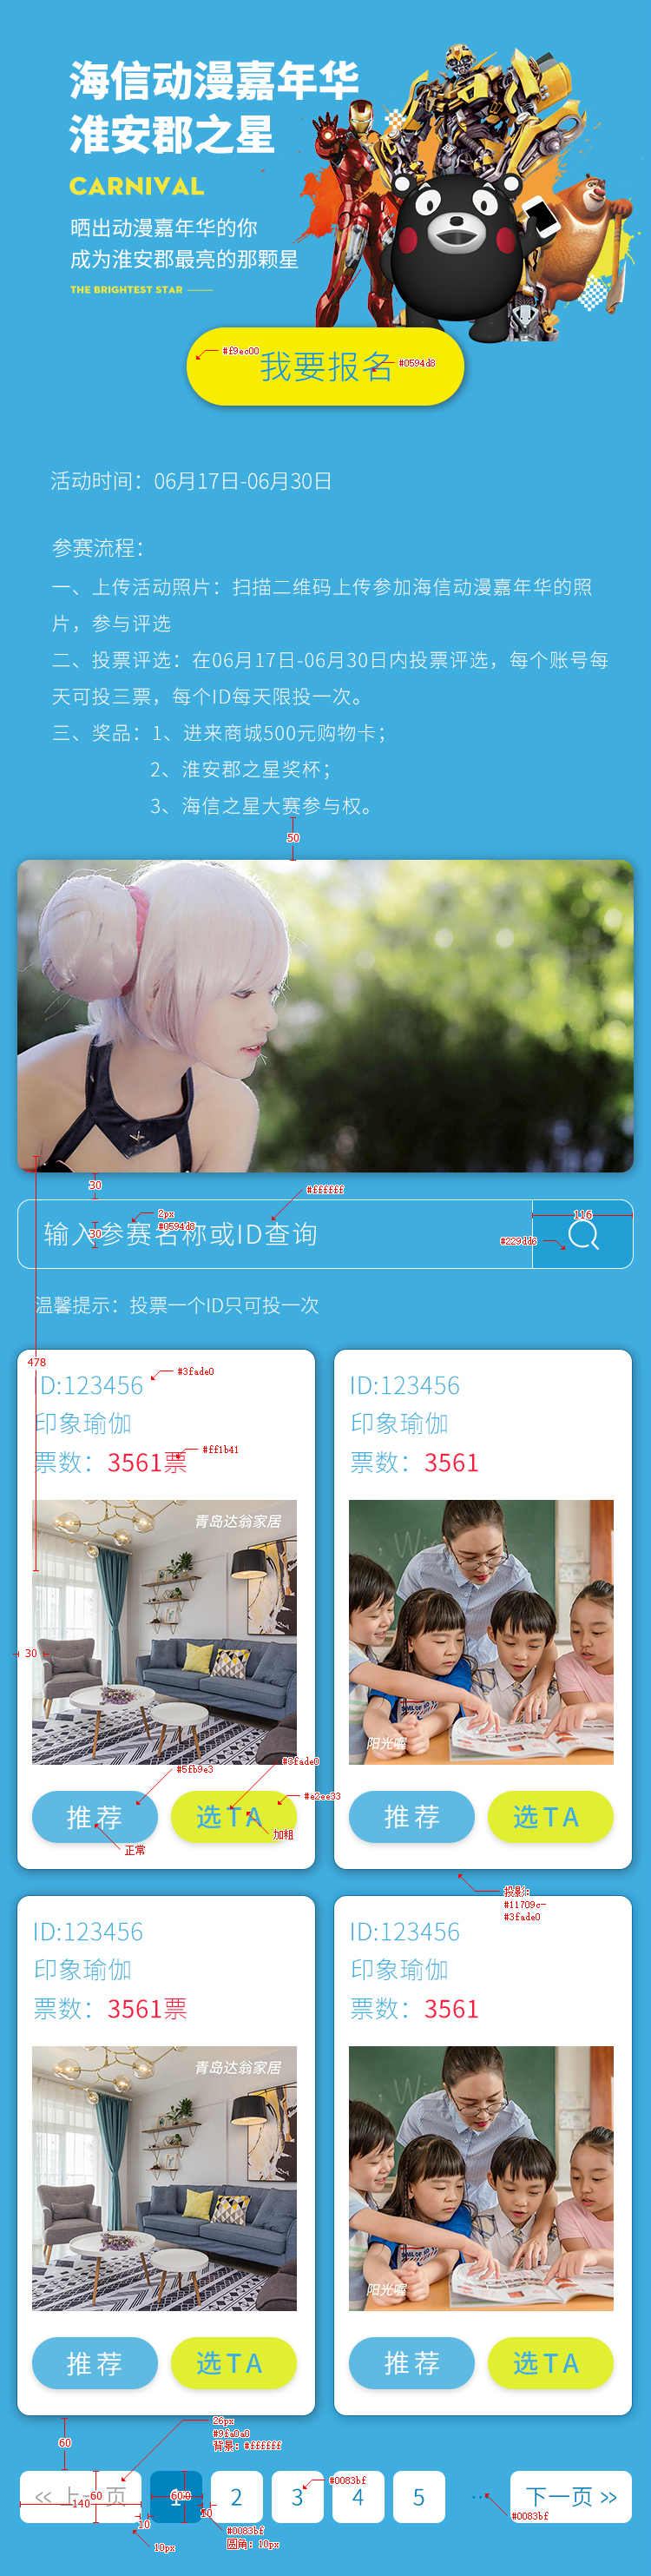 海信动漫嘉年华
淮安郡之星
CARNIVAL
晒出动漫嘉年华的你
成为淮安郡最亮的那颗星
THE BRIGHTEST STAR
#f9ec00
我要报名
#0594d8
活动时间：06月17日-06月30日
参赛流程：
一、上传活动照片：扫描二维码上传参加海信动漫嘉年华的照
片，参与评选
二、投票评选：在06月17日-06月30日内投票评选，每个账号每
天可投三票，每个ID每天限投一次。
三、奖品：1、进来商城500元购物卡；
2、淮安郡之星奖杯；
3、海信之星大赛参与权。
50
30
#ffffff
2px
#0594d8
30
输入参赛名称或ID查询
116
#229dd6
温馨提示：投票一个ID只可投一次
478
ID:123456
#3fade0
印象瑜伽
#ff1b41
票数：3561票
青岛达翁家居
30
#5fb9e3
#3fade0
#e2ee33
推荐
选TA
正常
加粗
ID:123456
印象瑜伽
票数：3561
阳光喔
推荐
选TA
投影：
#11709c-
#3fade0
ID:123456
印象瑜伽
票数：3561票
青岛达翁家居
推荐
选TA
ID:123456
印象瑜伽
票数：3561
阳光喔
推荐
选TA
60
26px
#9fa0a0
背景：#ffffff
<< 上一页
60
140
1
60
2
3
4
5
...
下一页 >>
#0083bf
#0083bf
10
10
10px
#0083bf
圆角：10px